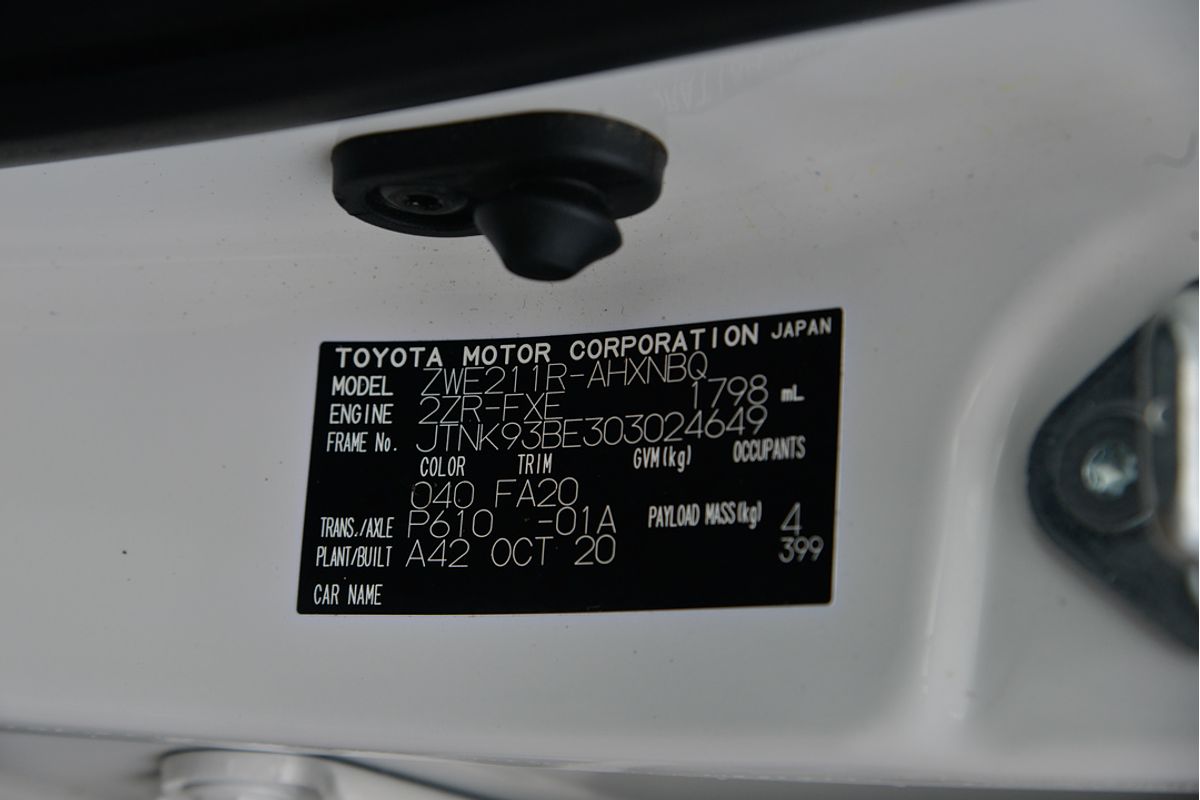 TOYOTA MOTOR CORPORATION JAPAN
MODEL ZWE211R-AHXNBQ
ENGINE 2ZR-FXE 1798 mL
FRAME No. JTNK93BE303024649
COLOR TRIM GVM(kg) OCCUPANTS
040 FA20
TRANS./AXLE P610 -01A PAYLOAD MASS(kg) 4
PLANT/BUILT A42 OCT 20 399
CAR NAME